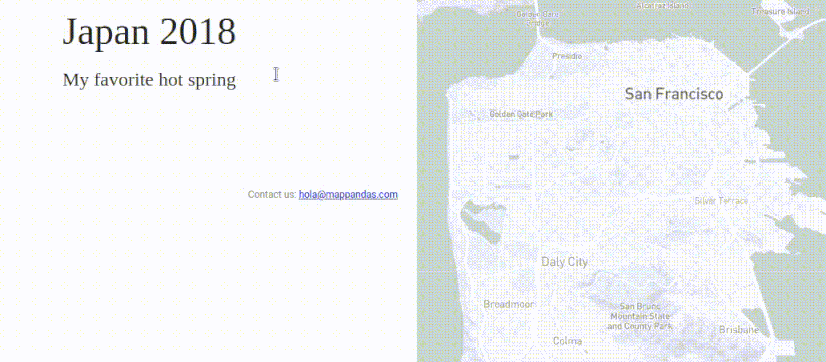 Japan 2018
My favorite hot spring
Contact us: hola@mappandas.com
Alcatraz Island
Treasure Island
Golden Gate
Bridge
Presidio
San Francisco
Golden Gate Park
Silver Terrace
Daly City
Broadmoor
San Bruno
Mountain State
and County Park
Brisbane
Colma